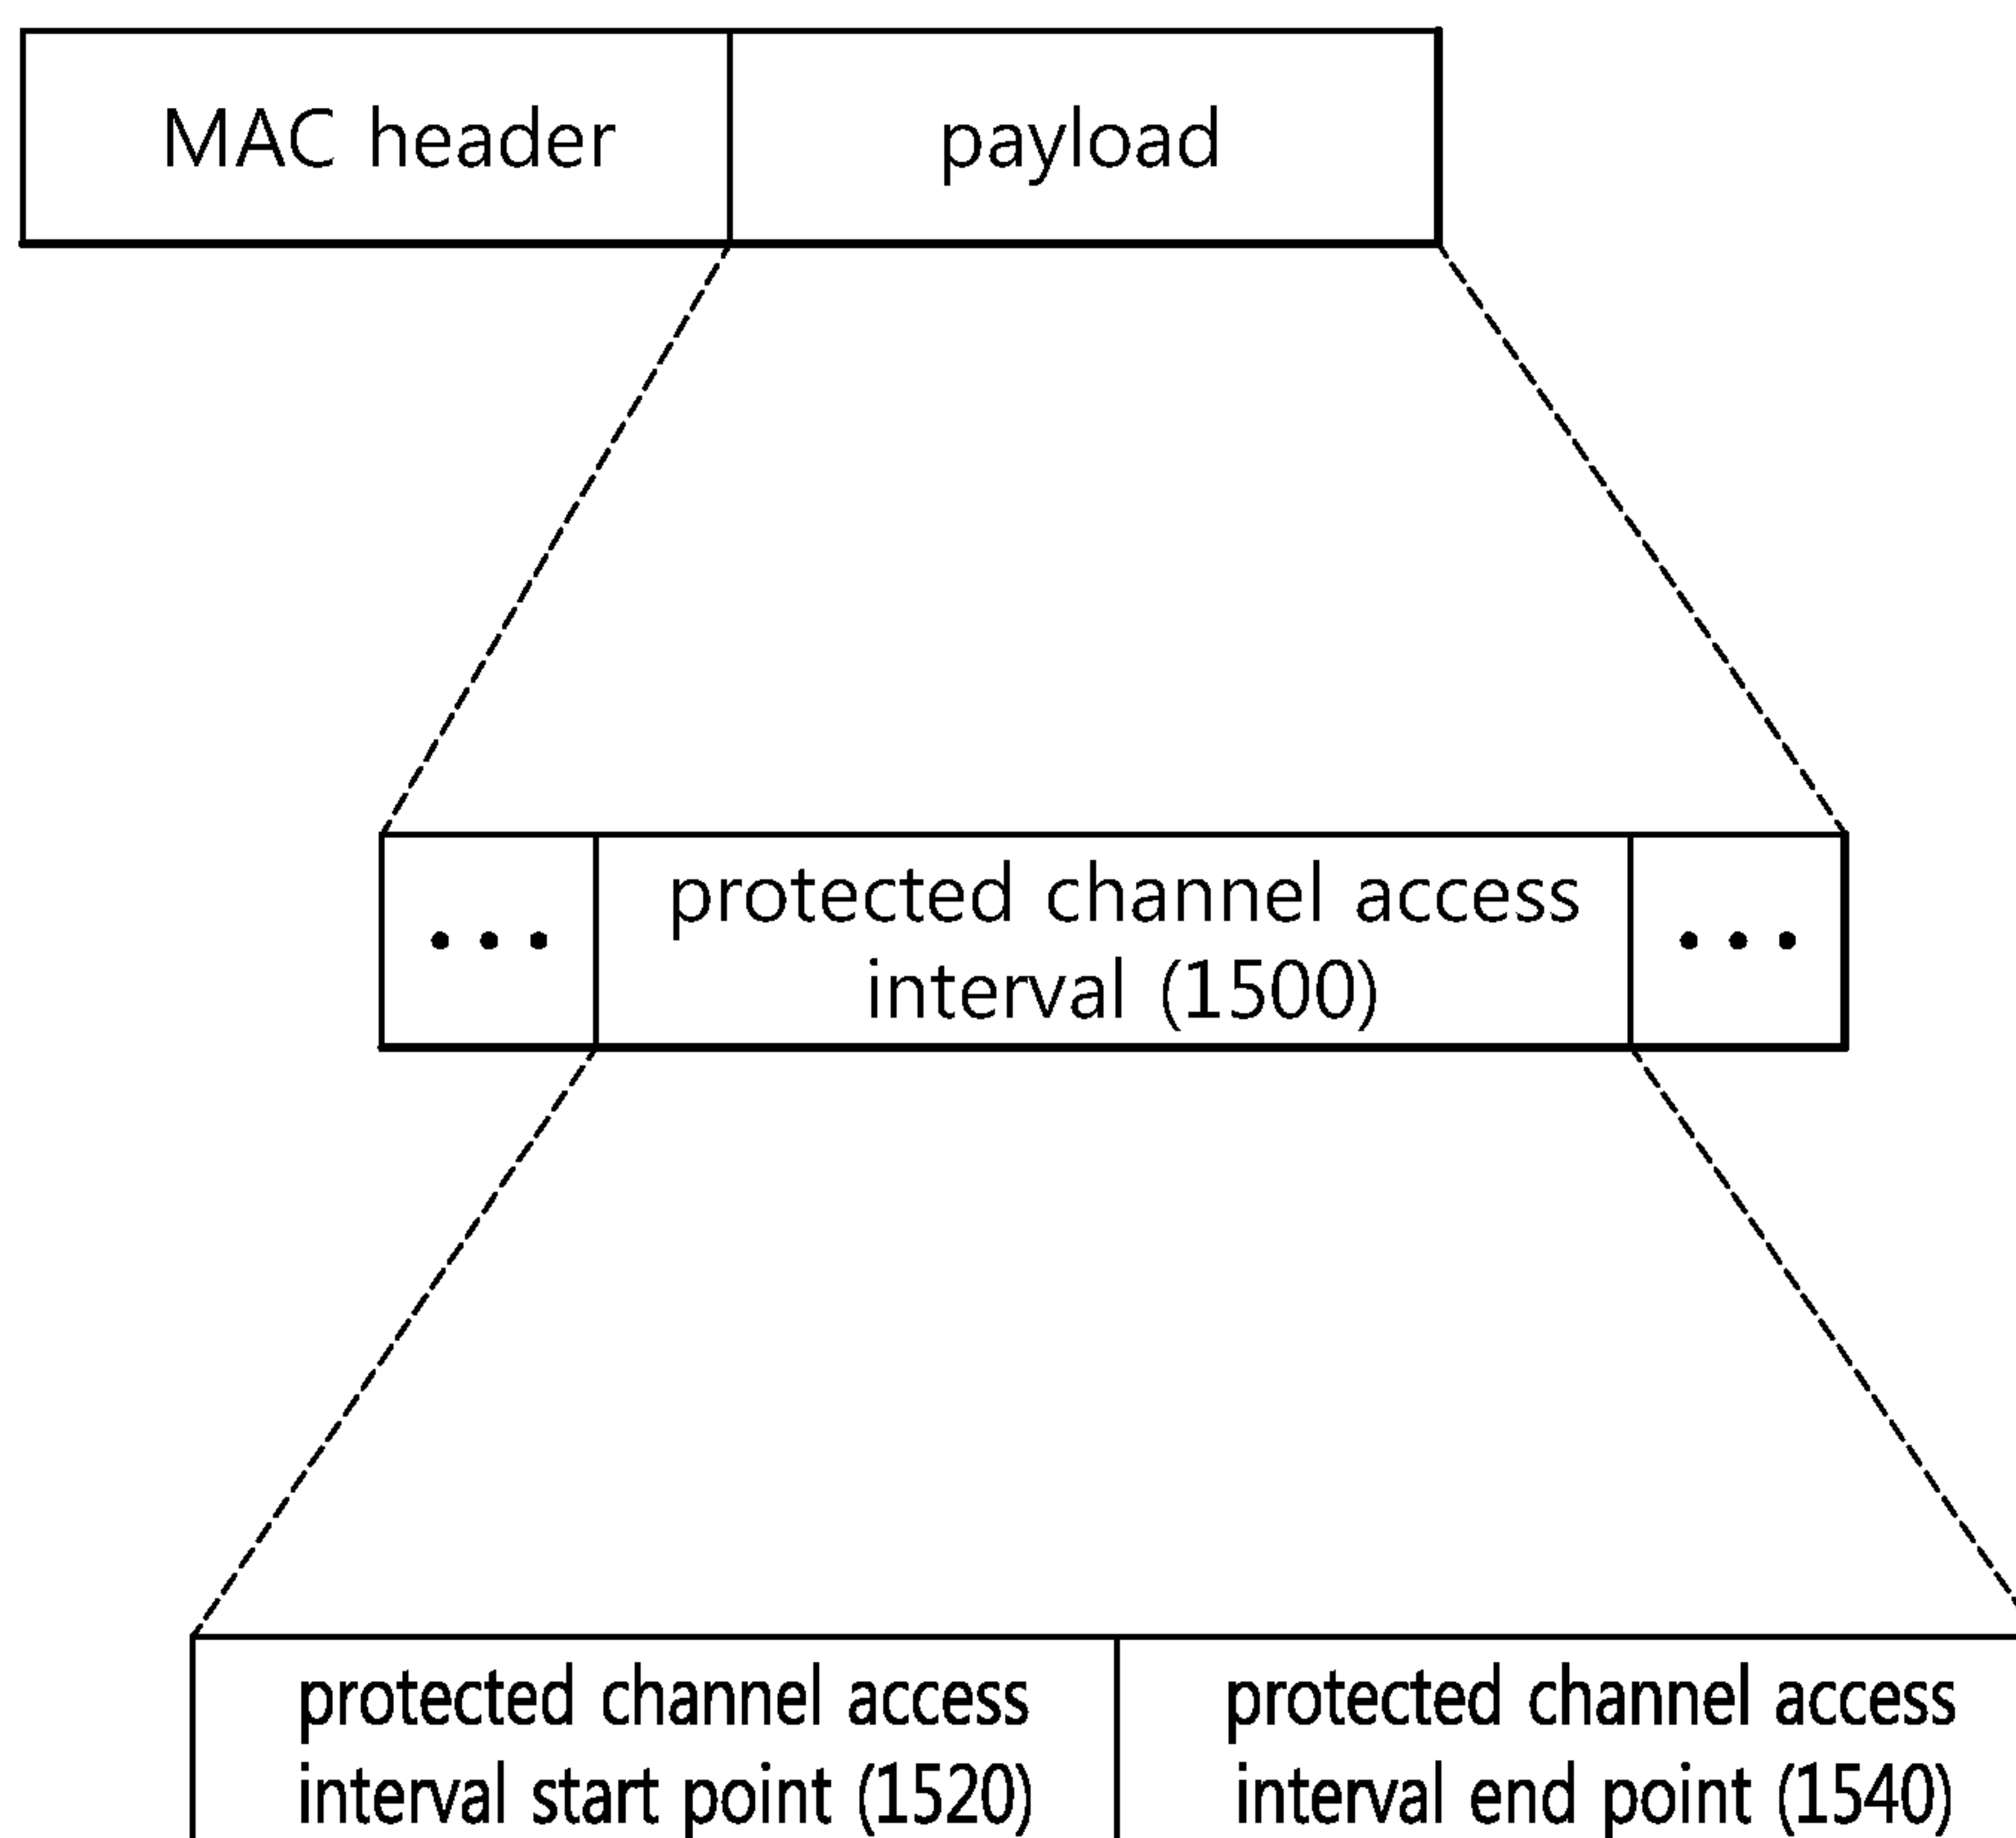 MAC header
payload
• • •
protected channel access
interval (1500)
• • •
protected channel access
interval start point (1520)
protected channel access
interval end point (1540)